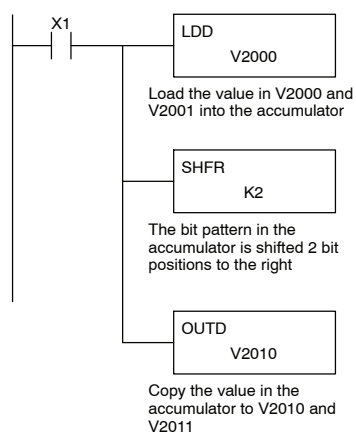 X1
LDD
V2000
Load the value in V2000 and
V2001 into the accumulator
SHFR
K2
The bit pattern in the
accumulator is shifted 2 bit
positions to the right
OUTD
V2010
Copy the value in the
accumulator to V2010 and
V2011